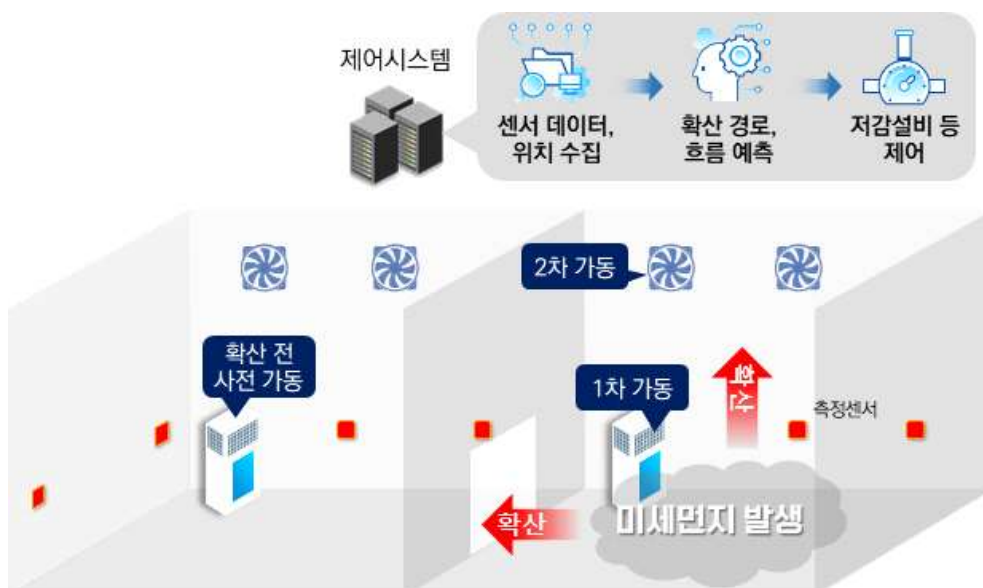 제어시스템
센서 데이터,
위치 수집
확산 경로,
흐름 예측
저감설비 등
제어
2차 가동
확산 전
사전 가동
1차 가동
확산
측정센서
확산
미세먼지 발생